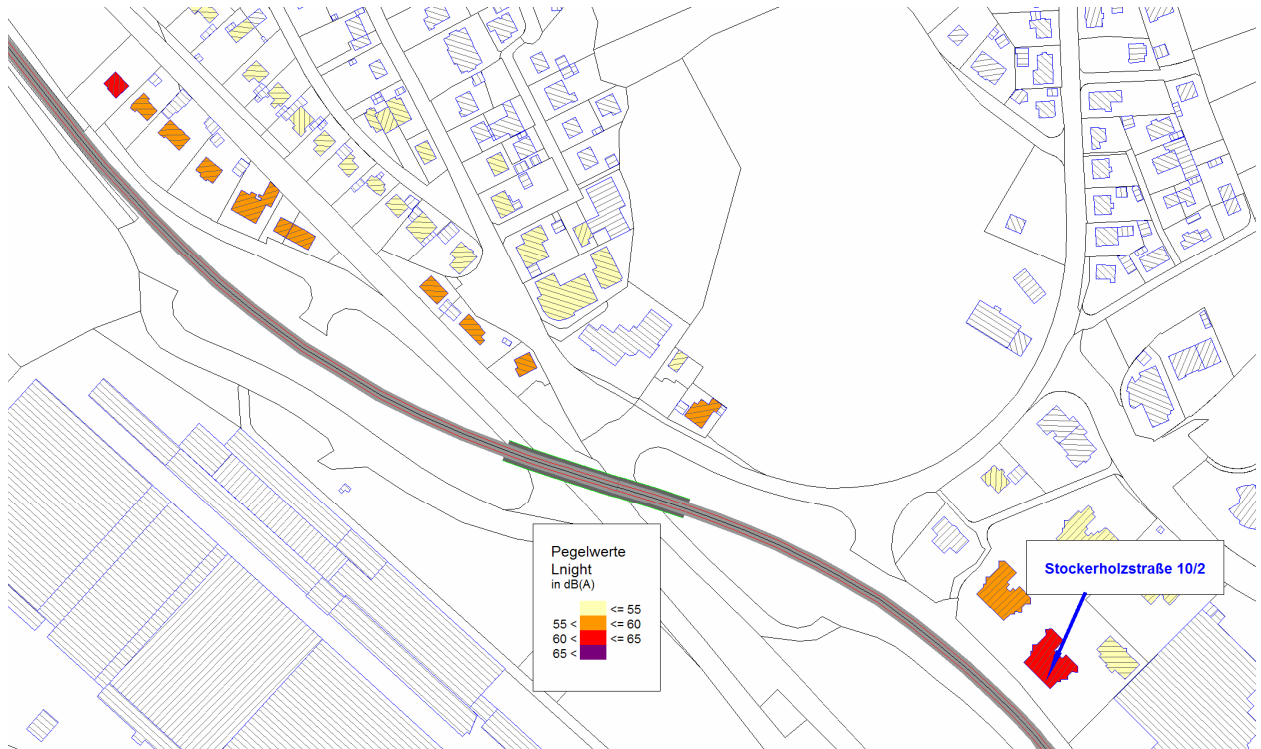 Pegelwerte
Lnight
in dB(A)
<= 55
55 < <= 60
60 < <= 65
65 <
Stockerholzstraße 10/2